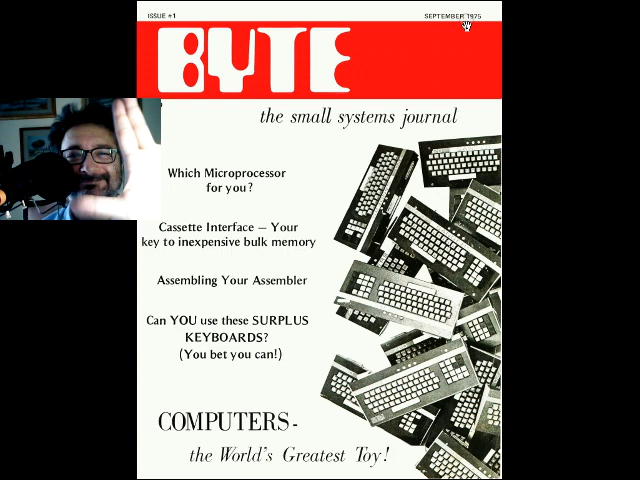 ISSUE #1
SEPTEMBER 1975
BYTE
the small systems journal
Which Microprocessor
for you?
Cassette Interface – Your
key to inexpensive bulk memory
Assembling Your Assembler
Can YOU use these SURPLUS
KEYBOARDS?
(You bet you can!)
COMPUTERS-
the World's Greatest Toy!